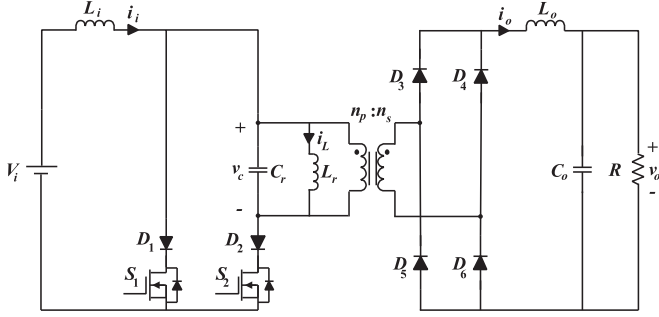 L_i
i_i
i_o
L_o
D_3
D_4
n_p : n_s
+
i_L
V_i
v_c
C_r
L_r
C_o
R
+
v_o
-
-
D_1
D_2
D_5
D_6
S_1
S_2